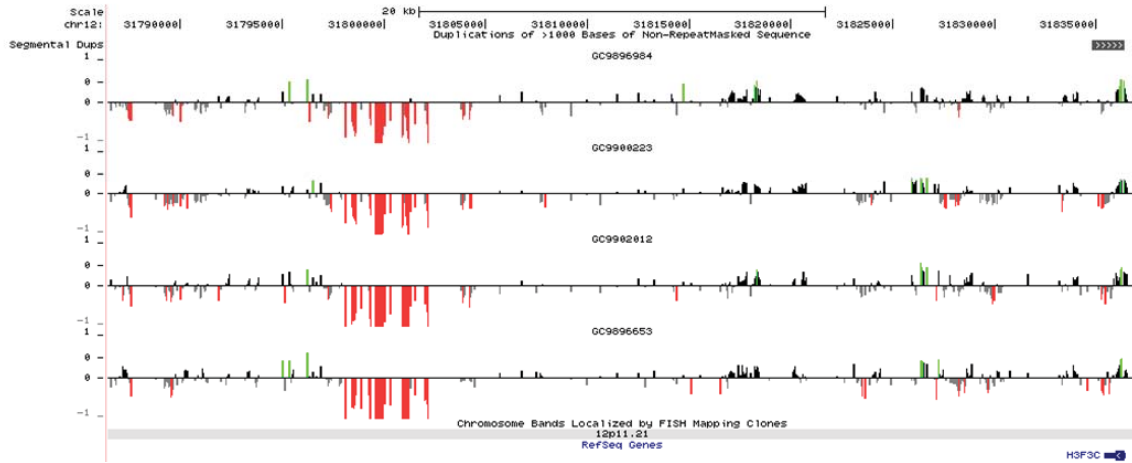 Scale 20 kb
chr12: 31790000 31795000 31800000 31805000 31810000 31815000 31820000 31825000 31830000 31835000
Duplications of >1000 Bases of Non-RepeatMasked Sequence
Segmental Dups
GC9896984
1 _
0 _
0 _
-1 _
GC9900223
1 _
0 _
0 _
-1 _
GC9902012
1 _
0 _
0 _
-1 _
GC9896653
1 _
0 _
0 _
-1 _
Chromosome Bands Localized by FISH Mapping Clones
12p11.21
RefSeq Genes
H3F3C